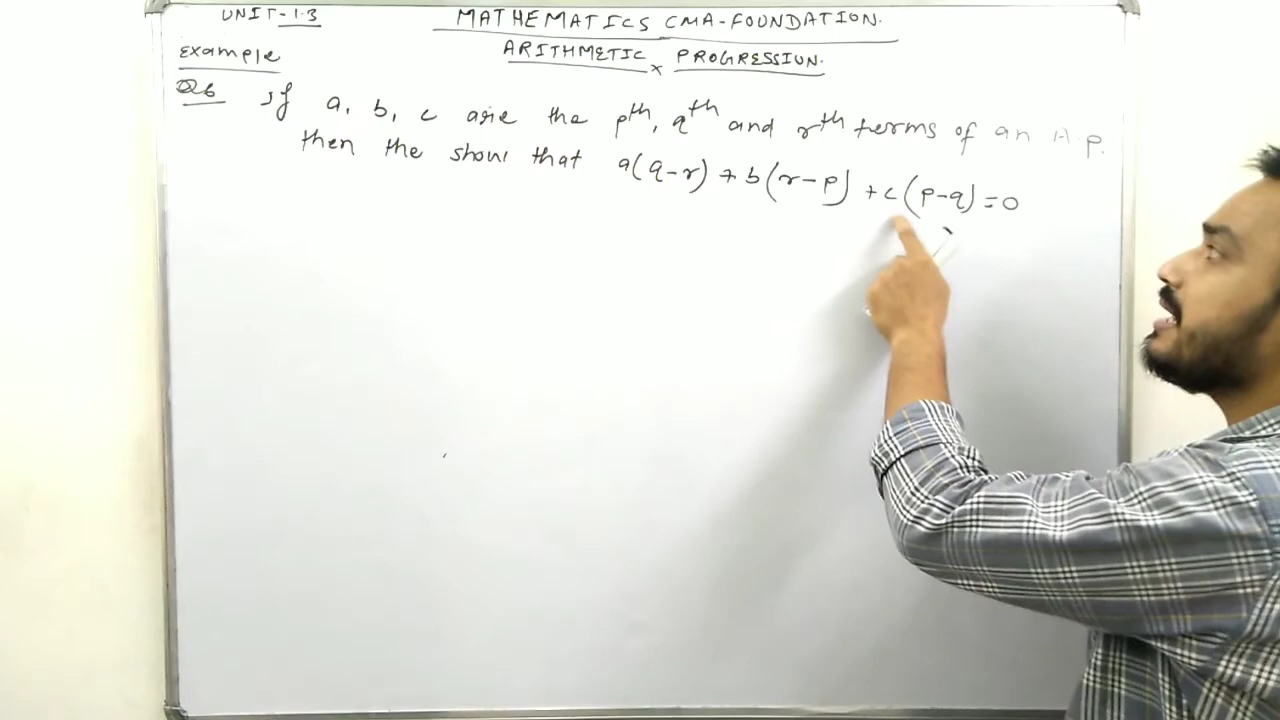 UNIT-1.3
MATHEMATICS CMA-FOUNDATION.
ARITHMETIC x PROGRESSION.
Example
Q6 If a, b, c are the pth, qth and rth terms of an A.p.
then the show that a(q-r) + b(r-p) + c(p-q) = 0